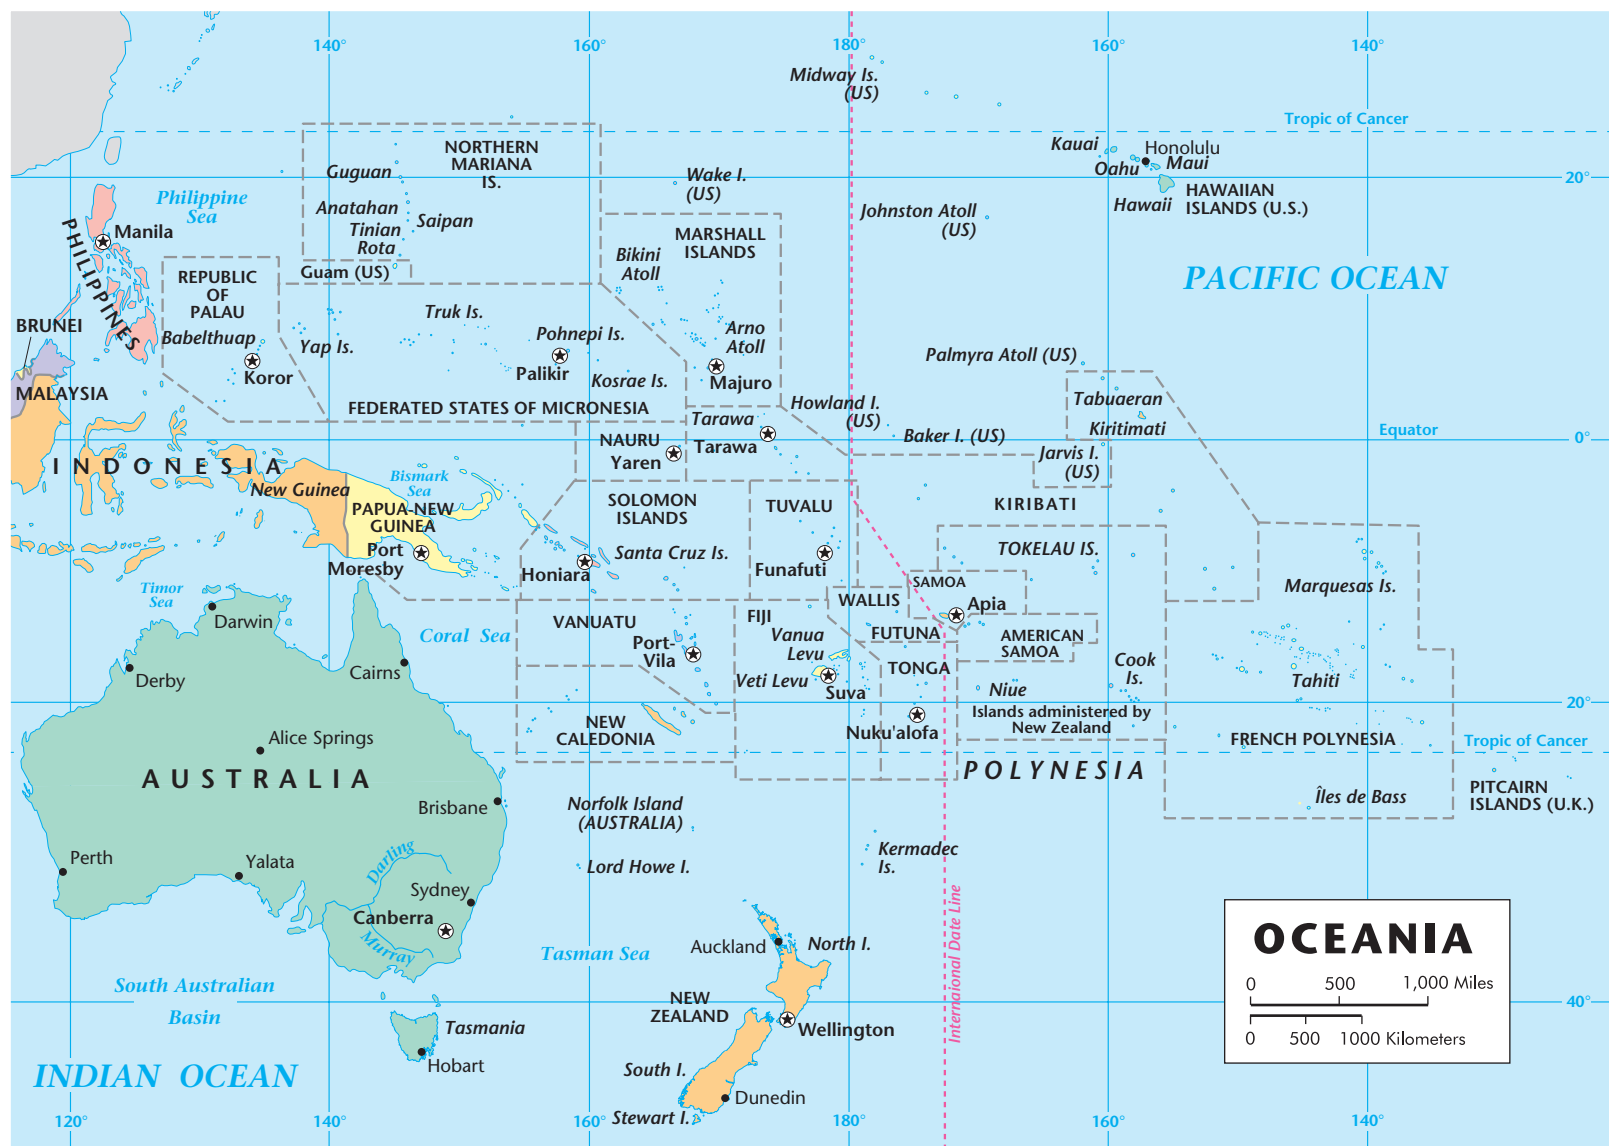 140°
160°
180°
160°
140°
Midway Is.
(US)
Tropic of Cancer
NORTHERN
MARIANA
IS.
Guguan
Anatahan
Saipan
Tinian
Rota
Guam (US)
Wake I.
(US)
Kauai
Honolulu
Oahu
Maui
Hawaii
HAWAIIAN
ISLANDS (U.S.)
20°
Philippine
Sea
Manila
PHILIPPINES
REPUBLIC
OF
PALAU
Babelthuap
Koror
Yap Is.
Truk Is.
Pohnepi Is.
Palikir
Kosrae Is.
FEDERATED STATES OF MICRONESIA
MARSHALL
ISLANDS
Bikini
Atoll
Arno
Atoll
Majuro
Johnston Atoll
(US)
PACIFIC OCEAN
Palmyra Atoll (US)
BRUNEI
MALAYSIA
INDONESIA
New Guinea
Bismark
Sea
PAPUA-NEW
GUINEA
Port
Moresby
NAURU
Yaren
Tarawa
Tarawa
Howland I.
(US)
Baker I. (US)
Tabuaeran
Kiritimati
Jarvis I.
(US)
Equator
0°
KIRIBATI
SOLOMON
ISLANDS
Santa Cruz Is.
Honiara
TUVALU
Funafuti
TOKELAU IS.
SAMOA
Apia
WALLIS
FUTUNA
AMERICAN
SAMOA
Marquesas Is.
Timor
Sea
Darwin
Derby
Cairns
Coral Sea
VANUATU
Port-
Vila
FIJI
Vanua
Levu
Veti Levu
Suva
TONGA
Nuku'alofa
Niue
Cook
Is.
Islands administered by
New Zealand
Tahiti
20°
NEW
CALEDONIA
FRENCH POLYNESIA
Tropic of Cancer
POLYNESIA
Îles de Bass
PITCAIRN
ISLANDS (U.K.)
Alice Springs
AUSTRALIA
Brisbane
Norfolk Island
(AUSTRALIA)
Lord Howe I.
Kermadec
Is.
Perth
Yalata
Darling
Sydney
Canberra
Murray
Internaional Date Line
Tasman Sea
Auckland
North I.
NEW
ZEALAND
Wellington
South I.
Dunedin
Stewart I.
South Australian
Basin
Tasmania
Hobart
INDIAN OCEAN
40°
OCEANIA
0 500 1,000 Miles
0 500 1000 Kilometers
120°
140°
160°
180°
160°
140°